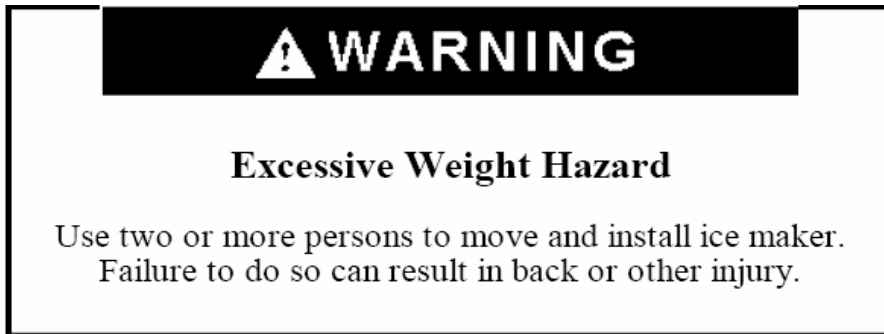 WARNING
Excessive Weight Hazard
Use two or more persons to move and install ice maker.
Failure to do so can result in back or other injury.